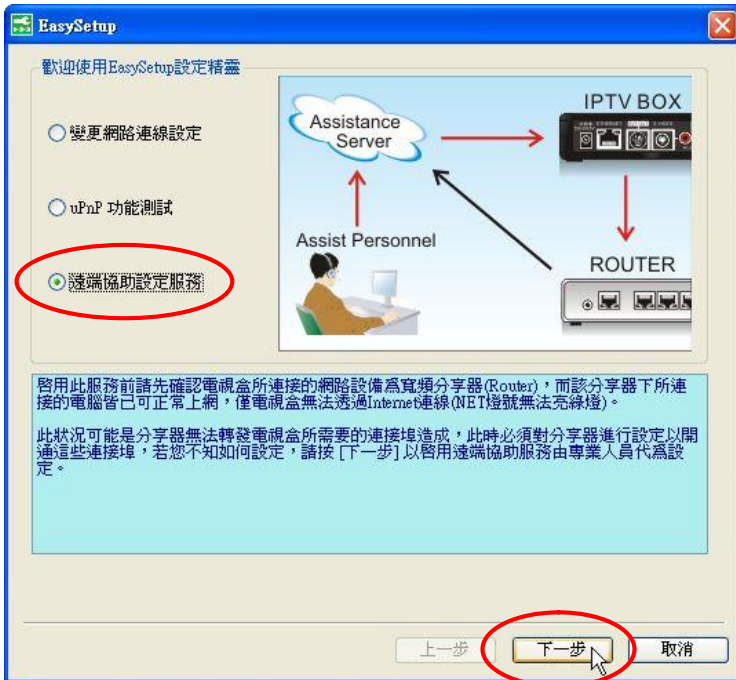 EasySetup
歡迎使用EasySetup設定精靈
變更網路連線設定
uPnP 功能測試
遠端協助設定服務
Assistance
Server
IPTV BOX
Assist Personnel
ROUTER
啓用此服務前請先確認電視盒所連接的網路設備爲寬頻分享器(Router)，而該分享器下所連
接的電腦皆已可正常上網，僅電視盒無法透過Internet連線(NET燈號無法亮綠燈)。
此狀況可能是分享器無法轉發電視盒所需要的連接埠造成，此時必須對分享器進行設定以開
通這些連接埠，若您不知如何設定，請按 [下一步] 以啓用遠端協助服務由專業人員代爲設
定。
上一步
下一步
取消